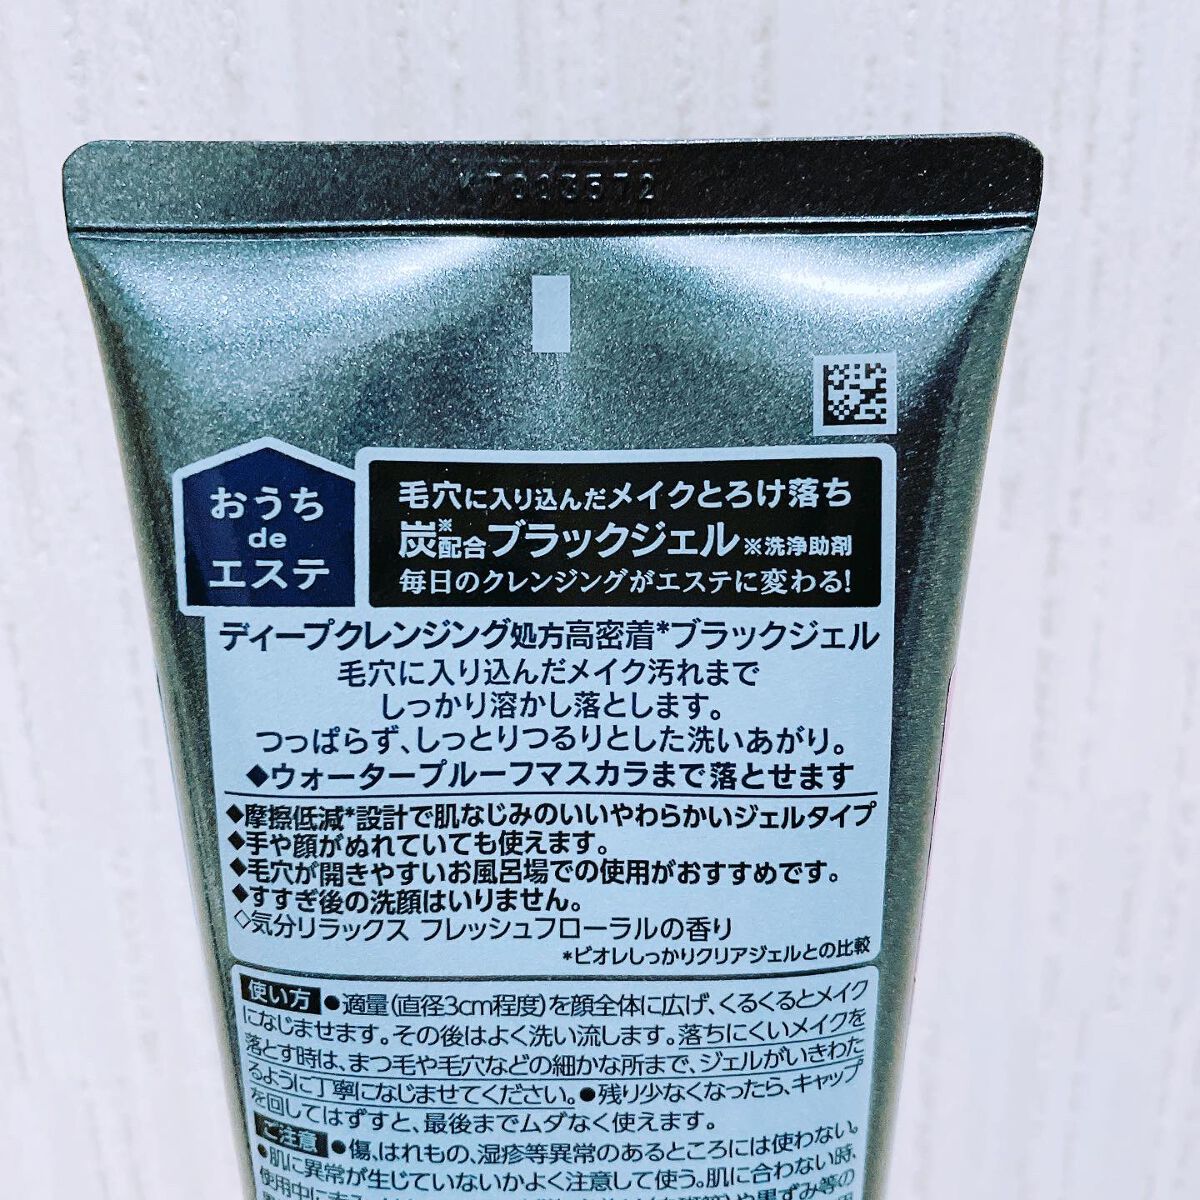 おうち
de
エステ
毛穴に入り込んだメイクとろけ落ち
炭※配合ブラックジェル ※洗浄助剤
毎日のクレンジングがエステに変わる!
ディープクレンジング処方高密着*ブラックジェル
毛穴に入り込んだメイク汚れまで
しっかり溶かし落とします。
つっぱらず、しっとりつるりとした洗いあがり。
◆ウォータープルーフマスカラまで落とせます
◆摩擦低減*設計で肌なじみのいいやわらかいジェルタイプ
◆手や顔がぬれていても使えます。
◆毛穴が開きやすいお風呂場での使用がおすすめです。
◆すすぎ後の洗顔はいりません。
◇気分リラックス フレッシュフローラルの香り
*ビオレしっかりクリアジェルとの比較
使い方 ●適量(直径3cm程度)を顔全体に広げ、くるくるとメイク
になじませます。その後はよく洗い流します。落ちにくいメイクを
落とす時は、まつ毛や毛穴などの細かな所まで、ジェルがいきわた
るように丁寧になじませてください。●残り少なくなったら、キャップ
を回してはずすと、最後までムダなく使えます。
ご注意 ●傷、はれもの、湿疹等異常のあるところには使わない。
●肌に異常が生じていないかよく注意して使う。肌に合わない時、